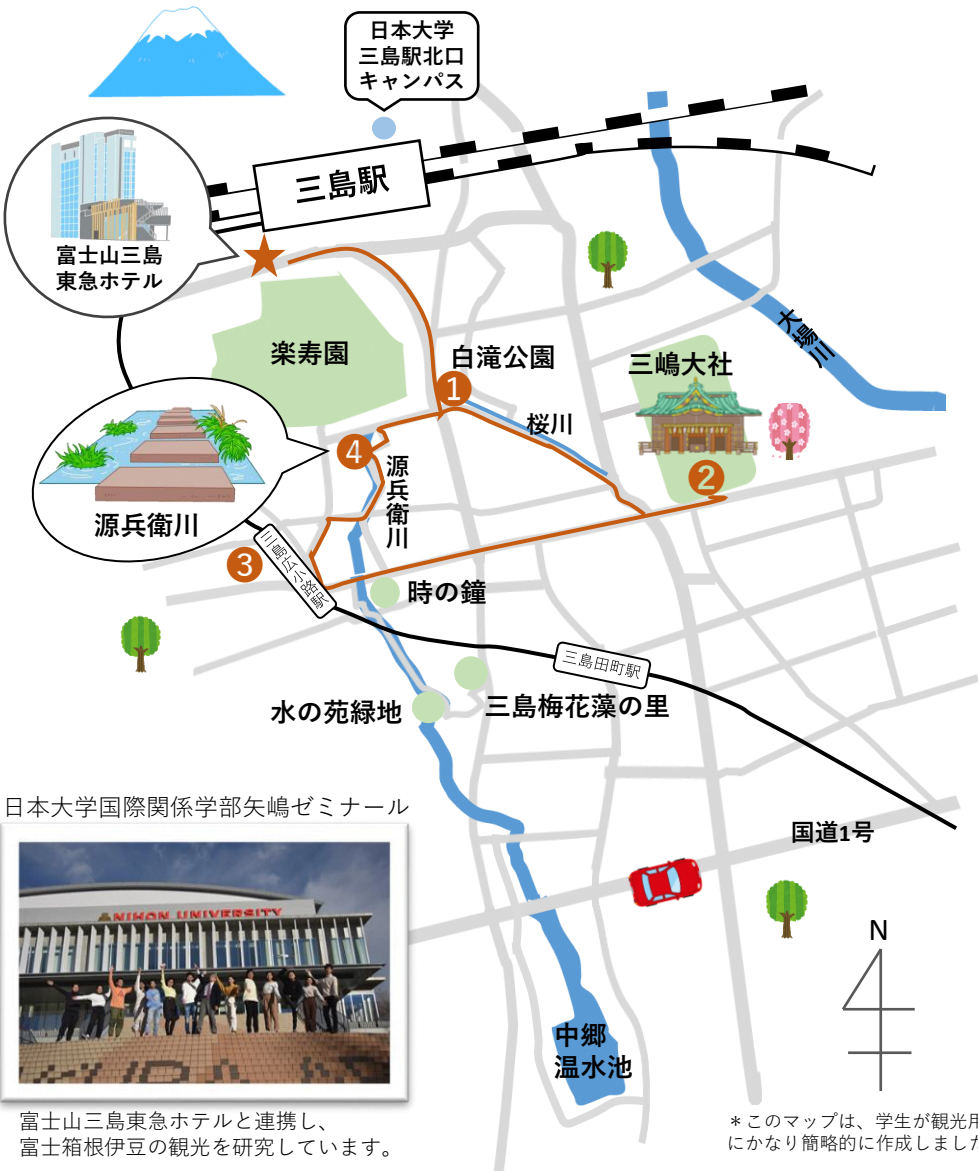 日本大学
三島駅北口
キャンパス
三島駅
富士山三島
東急ホテル
楽寿園
白滝公園
三嶋大社
大場川
1
桜川
2
4
源兵衛川
源兵衛川
3
三島広小路駅
時の鐘
三島田町駅
三島梅花藻の里
水の苑緑地
日本大学国際関係学部矢嶋ゼミナール
国道1号
NIHON UNIVERSITY
N
中郷
温水池
富士山三島東急ホテルと連携し、
富士箱根伊豆の観光を研究しています。
＊このマップは、学生が観光用
にかなり簡略的に作成しました